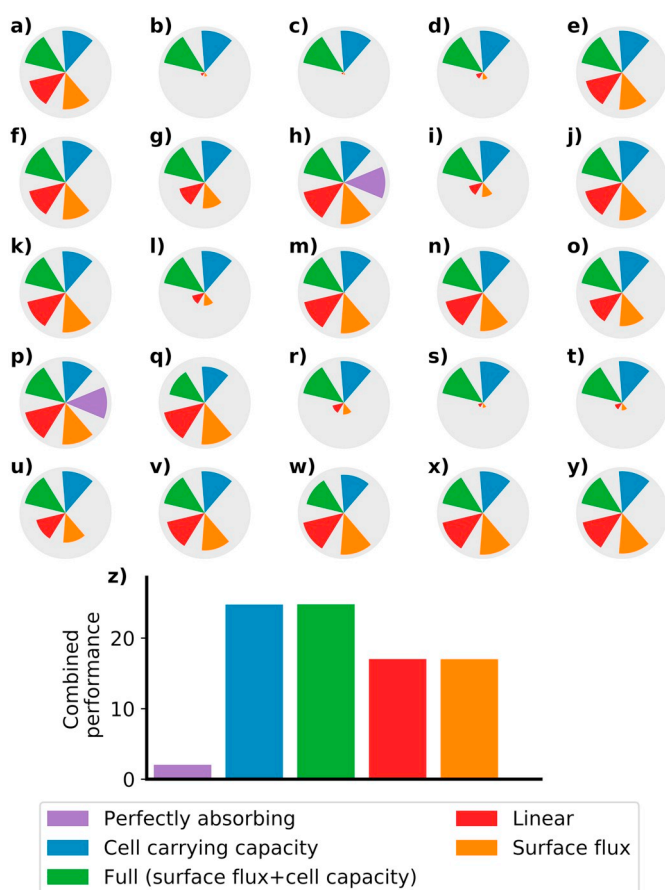 a) b) c) d) e)
f) g) h) i) j)
k) l) m) n) o)
p) q) r) s) t)
u) v) w) x) y)
z)
20
10
0
Combined
performance
Perfectly absorbing
Linear
Cell carrying capacity
Surface flux
Full (surface flux+cell capacity)